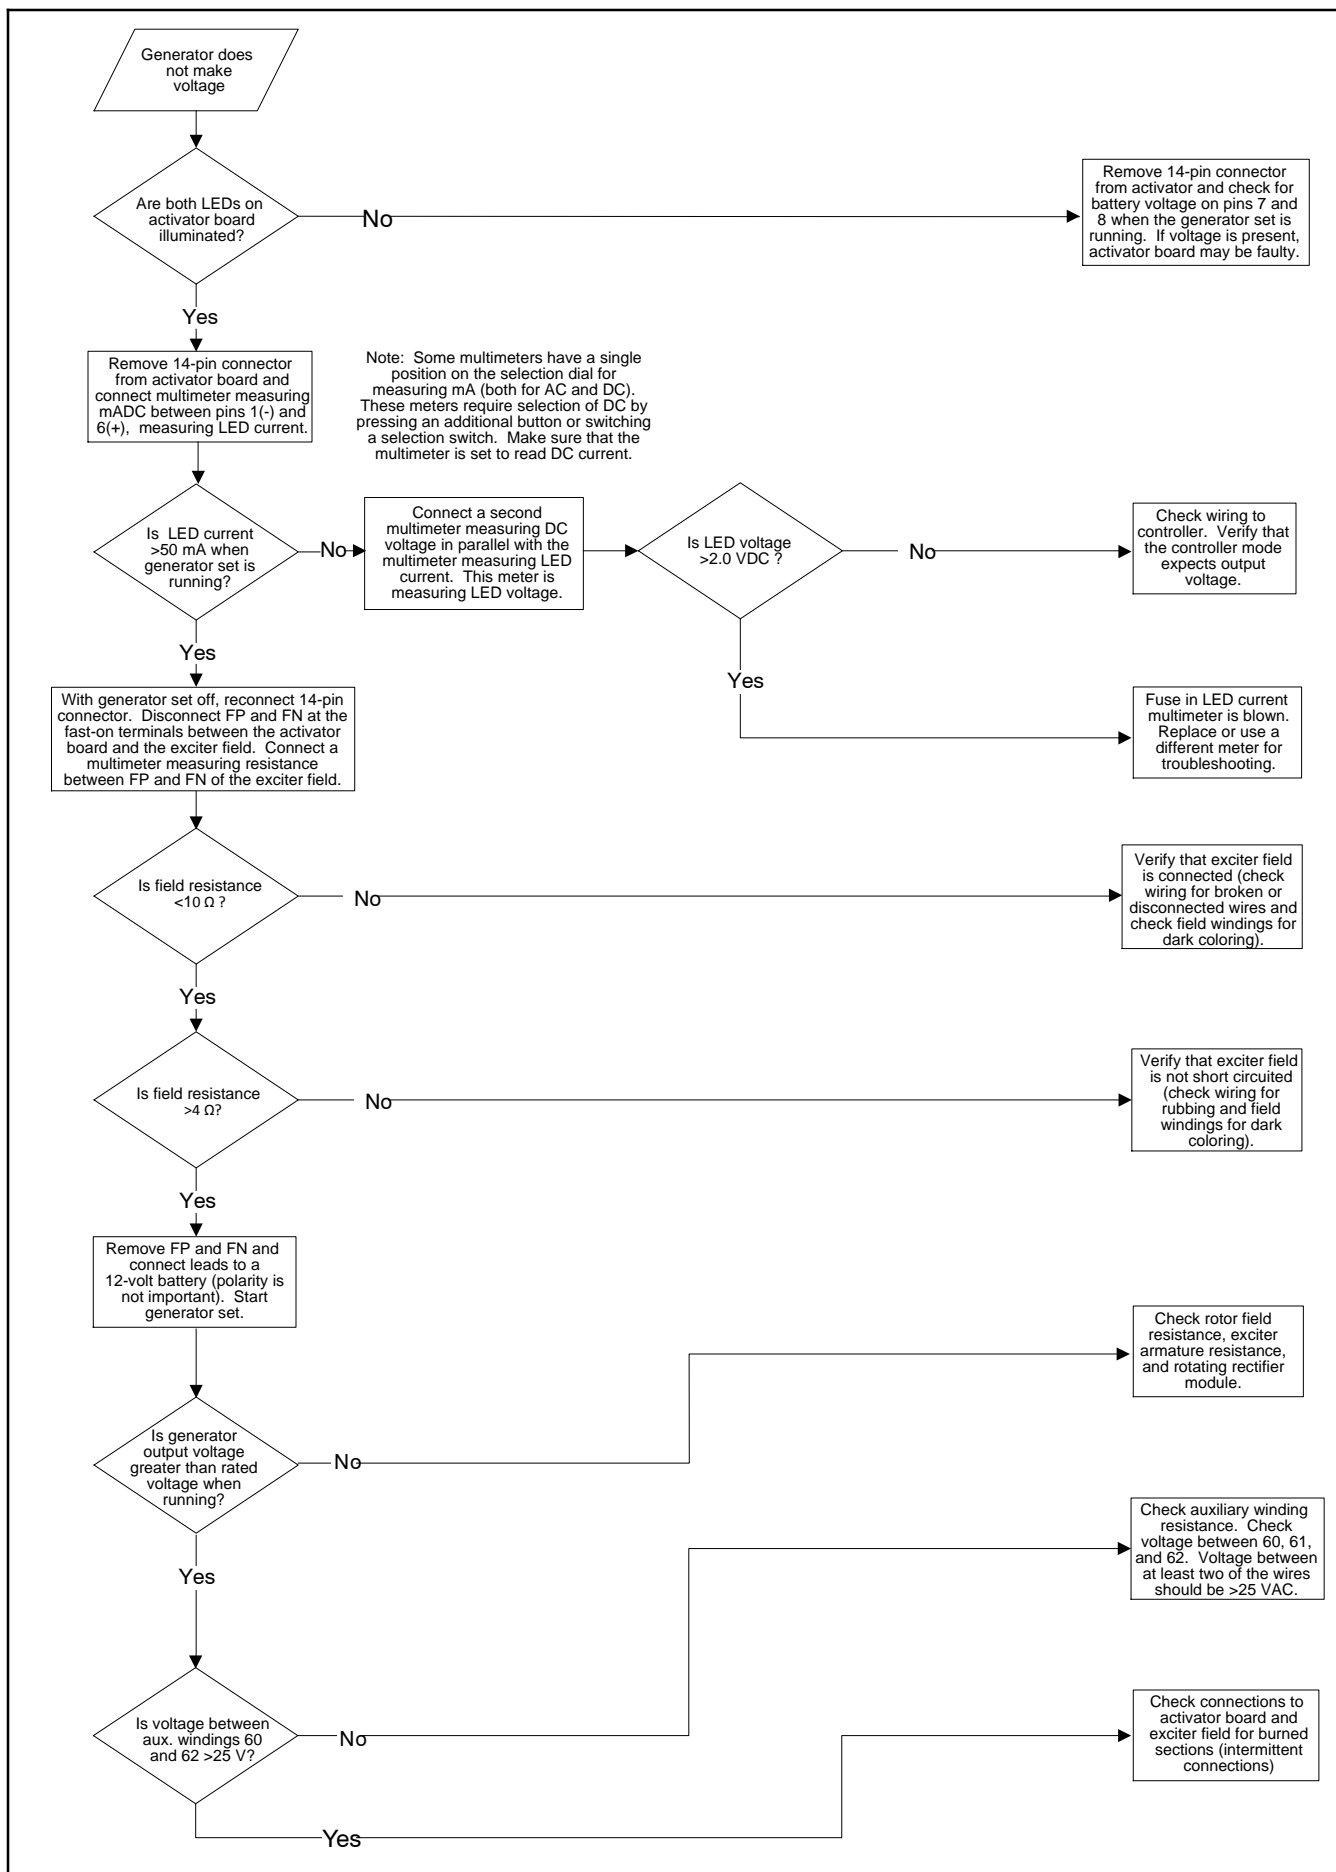 Generator does
not make
voltage
Are both LEDs on
activator board
illuminated?
No
Remove 14-pin connector
from activator and check for
battery voltage on pins 7 and
8 when the generator set is
running. If voltage is present,
activator board may be faulty.
Yes
Remove 14-pin connector
from activator board and
connect multimeter measuring
mADC between pins 1(-) and
6(+), measuring LED current.
Note: Some multimeters have a single
position on the selection dial for
measuring mA (both for AC and DC).
These meters require selection of DC by
pressing an additional button or switching
a selection switch. Make sure that the
multimeter is set to read DC current.
Is LED current
>50 mA when
generator set is
running?
No
Connect a second
multimeter measuring DC
voltage in parallel with the
multimeter measuring LED
current. This meter is
measuring LED voltage.
Is LED voltage
>2.0 VDC ?
No
Check wiring to
controller. Verify that
the controller mode
expects output
voltage.
Yes
Yes
Fuse in LED current
multimeter is blown.
Replace or use a
different meter for
troubleshooting.
With generator set off, reconnect 14-pin
connector. Disconnect FP and FN at the
fast-on terminals between the activator
board and the exciter field. Connect a
multimeter measuring resistance
between FP and FN of the exciter field.
Is field resistance
<10 Ω ?
No
Verify that exciter field
is connected (check
wiring for broken or
disconnected wires and
check field windings for
dark coloring).
Yes
Is field resistance
>4 Ω?
No
Verify that exciter field
is not short circuited
(check wiring for
rubbing and field
windings for dark
coloring).
Yes
Remove FP and FN and
connect leads to a
12-volt battery (polarity is
not important). Start
generator set.
Is generator
output voltage
greater than rated
voltage when
running?
No
Check rotor field
resistance, exciter
armature resistance,
and rotating rectifier
module.
Yes
Check auxiliary winding
resistance. Check
voltage between 60, 61,
and 62. Voltage between
at least two of the wires
should be >25 VAC.
Is voltage between
aux. windings 60
and 62 >25 V?
No
Check connections to
activator board and
exciter field for burned
sections (intermittent
connections)
Yes